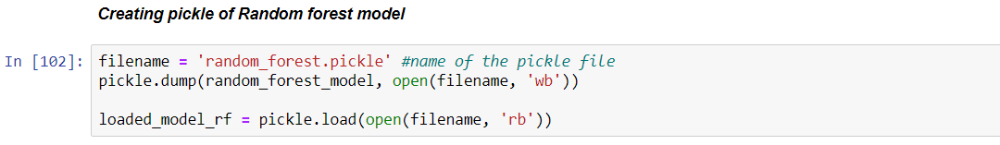 Creating pickle of Random forest model
In [102]: filename = 'random_forest.pickle' #name of the pickle file
pickle.dump(random_forest_model, open(filename, 'wb'))
loaded_model_rf = pickle.load(open(filename, 'rb'))